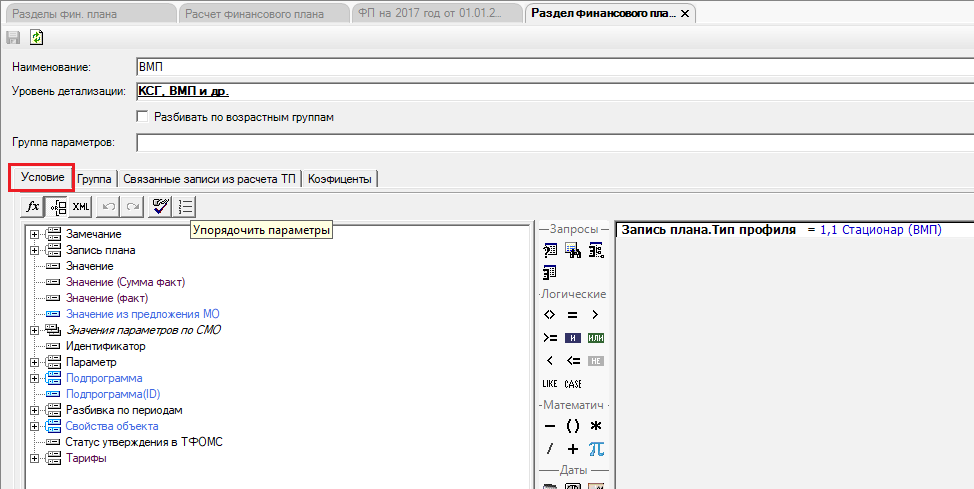 Разделы фин. плана
Расчет финансового плана
ФП на 2017 год от 01.01.2...
Раздел Финансового пла... ×
Наименование:
ВМП
Уровень детализации:
КСГ, ВМП и др.
Разбивать по возрастным группам
Группа параметров:
Условие
Группа
Связанные записи из расчета ТП
Коэфиценты
fx
XML
Упорядочить параметры
Замечание
Запись плана
Значение
Значение (Сумма факт)
Значение (факт)
Значение из предложения МО
Значения параметров по СМО
Идентификатор
Параметр
Подпрограмма
Подпрограмма(ID)
Разбивка по периодам
Свойства объекта
Статус утверждения в ТФОМС
Тарифы
Запросы
Логические
<> = >
>= И ИЛИ
< <= НЕ
LIKE CASE
Математич
− () *
/ + π
Даты
Запись плана.Тип профиля = 1,1 Стационар (ВМП)